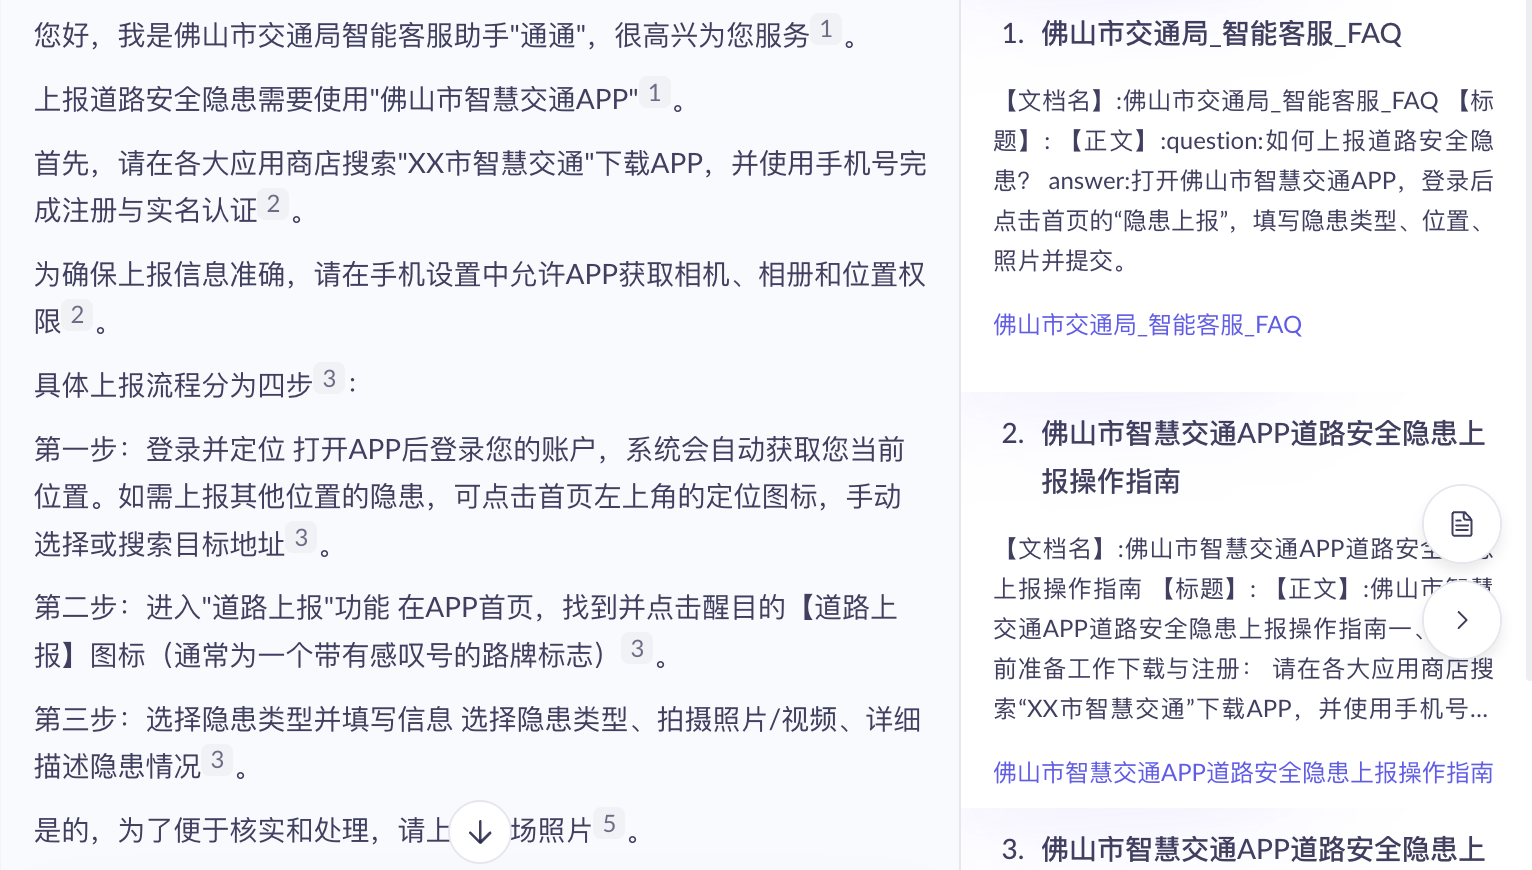 您好，我是佛山市交通局智能客服助手"通通"，很高兴为您服务 1 。
上报道路安全隐患需要使用"佛山市智慧交通APP" 1 。
首先，请在各大应用商店搜索"XX市智慧交通"下载APP，并使用手机号完
成注册与实名认证 2 。
为确保上报信息准确，请在手机设置中允许APP获取相机、相册和位置权
限 2 。
具体上报流程分为四步 3 ：
第一步：登录并定位 打开APP后登录您的账户，系统会自动获取您当前
位置。如需上报其他位置的隐患，可点击首页左上角的定位图标，手动
选择或搜索目标地址 3 。
第二步：进入"道路上报"功能 在APP首页，找到并点击醒目的【道路上
报】图标（通常为一个带有感叹号的路牌标志） 3 。
第三步：选择隐患类型并填写信息 选择隐患类型、拍摄照片/视频、详细
描述隐患情况 3 。
是的，为了便于核实和处理，请上 场照片 5 。
1. 佛山市交通局_智能客服_FAQ
【文档名】:佛山市交通局_智能客服_FAQ 【标
题】: 【正文】:question:如何上报道路安全隐
患？ answer:打开佛山市智慧交通APP，登录后
点击首页的“隐患上报”，填写隐患类型、位置、
照片并提交。
佛山市交通局_智能客服_FAQ
2. 佛山市智慧交通APP道路安全隐患上
报操作指南
【文档名】:佛山市智慧交通APP道路安
上报操作指南 【标题】: 【正文】:佛山市
交通APP道路安全隐患上报操作指南一、
前准备工作下载与注册： 请在各大应用商店搜
索“XX市智慧交通”下载APP，并使用手机号...
佛山市智慧交通APP道路安全隐患上报操作指南
3. 佛山市智慧交通APP道路安全隐患上